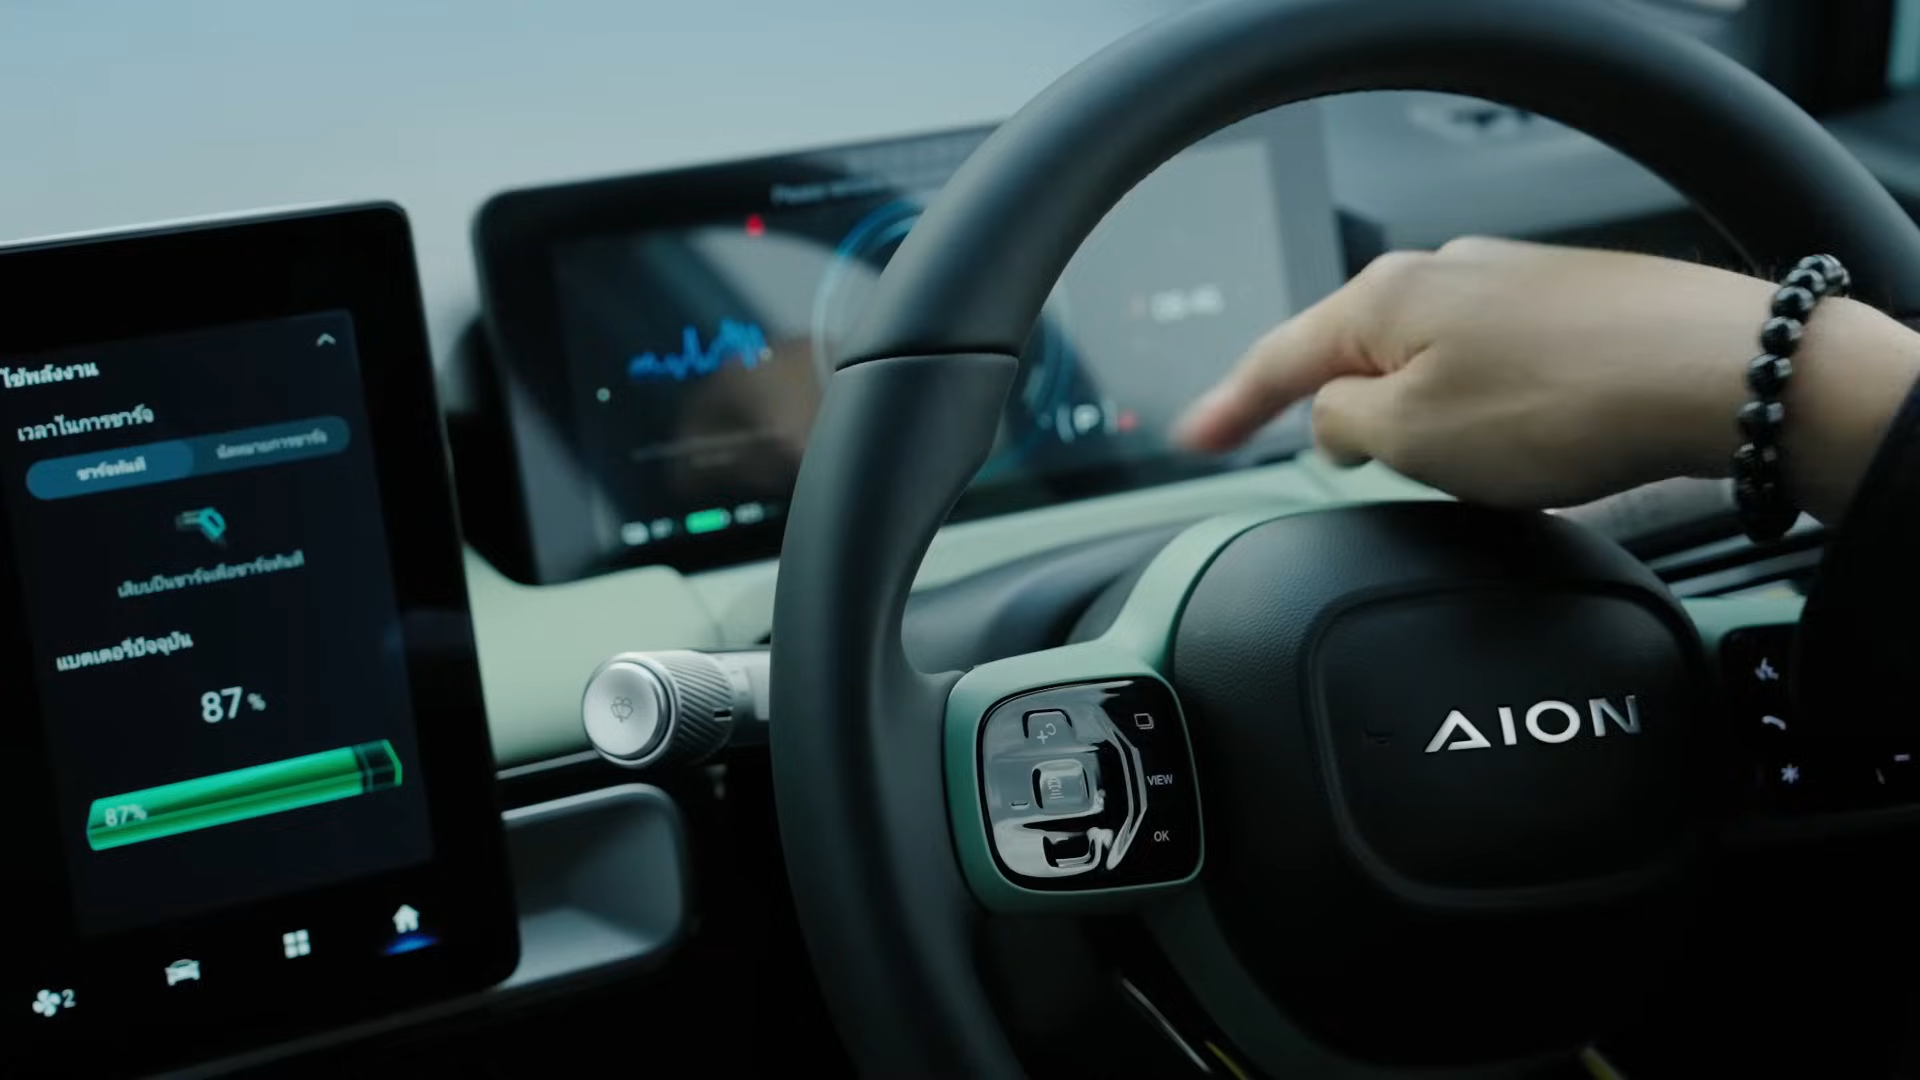 ใช้พลังงาน
เวลาในการชาร์จ
ชาร์จทันที
นัดหมายการชาร์จ
เสียบปืนชาร์จเพื่อชาร์จทันที
แบตเตอรี่ปัจจุบัน
87 %
87%
2
P
VIEW
OK
AION